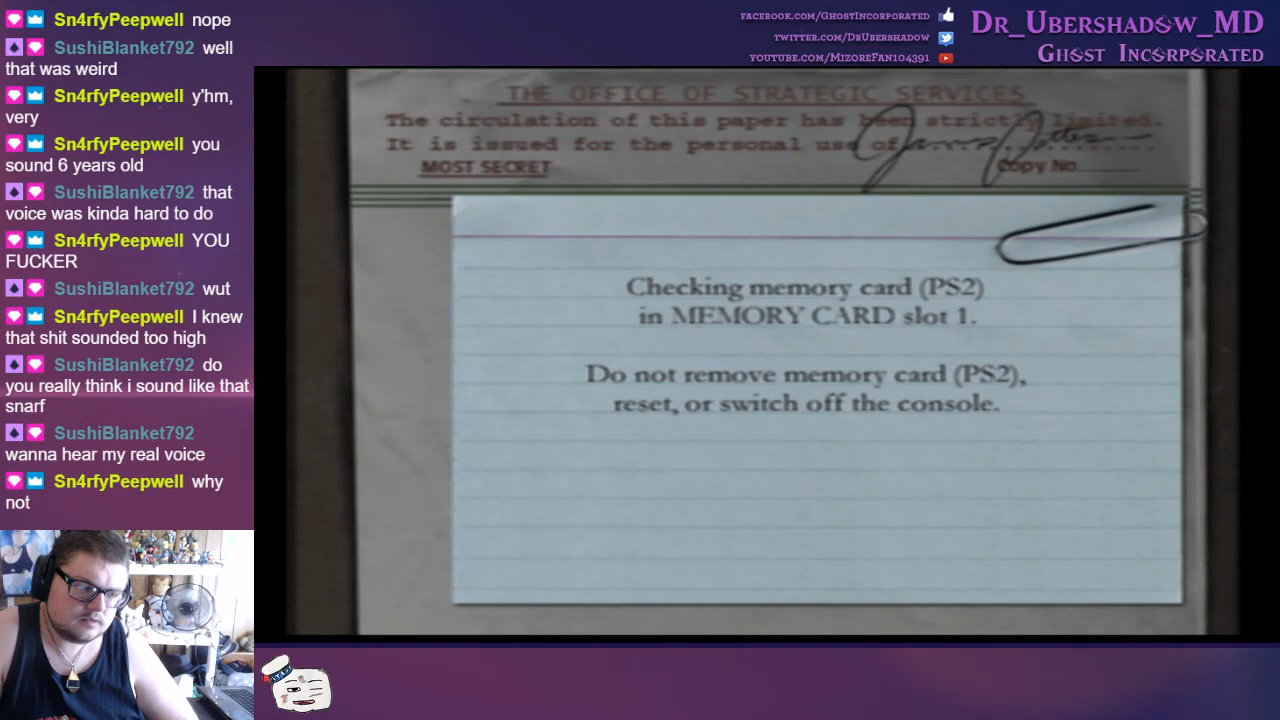 Sn4rfyPeepwell nope
SushiBlanket792 well
that was weird
Sn4rfyPeepwell y'hm,
very
Sn4rfyPeepwell you
sound 6 years old
SushiBlanket792 that
voice was kinda hard to do
Sn4rfyPeepwell YOU
FUCKER
SushiBlanket792 wut
Sn4rfyPeepwell I knew
that shit sounded too high
SushiBlanket792 do
you really think i sound like that
snarf
SushiBlanket792
wanna hear my real voice
Sn4rfyPeepwell why
not
facebook.com/GhostIncorporated
twitter.com/DrUbershadow
youtube.com/MizoreFan104391
Dr_Ubershadow_MD
Ghost Incorporated
THE OFFICE OF STRATEGIC SERVICES
The circulation of this paper has been strictly limited.
It is issued for the personal use of
MOST SECRET
Copy No
Checking memory card (PS2)
in MEMORY CARD slot 1.
Do not remove memory card (PS2),
reset, or switch off the console.